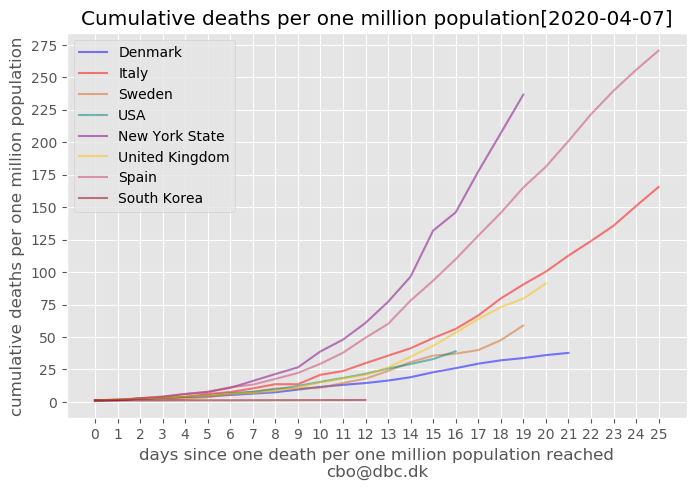 Cumulative deaths per one million population[2020-04-07]
cumulative deaths per one million population
275
250
225
200
175
150
125
100
75
50
25
0
Denmark
Italy
Sweden
USA
New York State
United Kingdom
Spain
South Korea
0 1 2 3 4 5 6 7 8 9 10 11 12 13 14 15 16 17 18 19 20 21 22 23 24 25
days since one death per one million population reached
cbo@dbc.dk